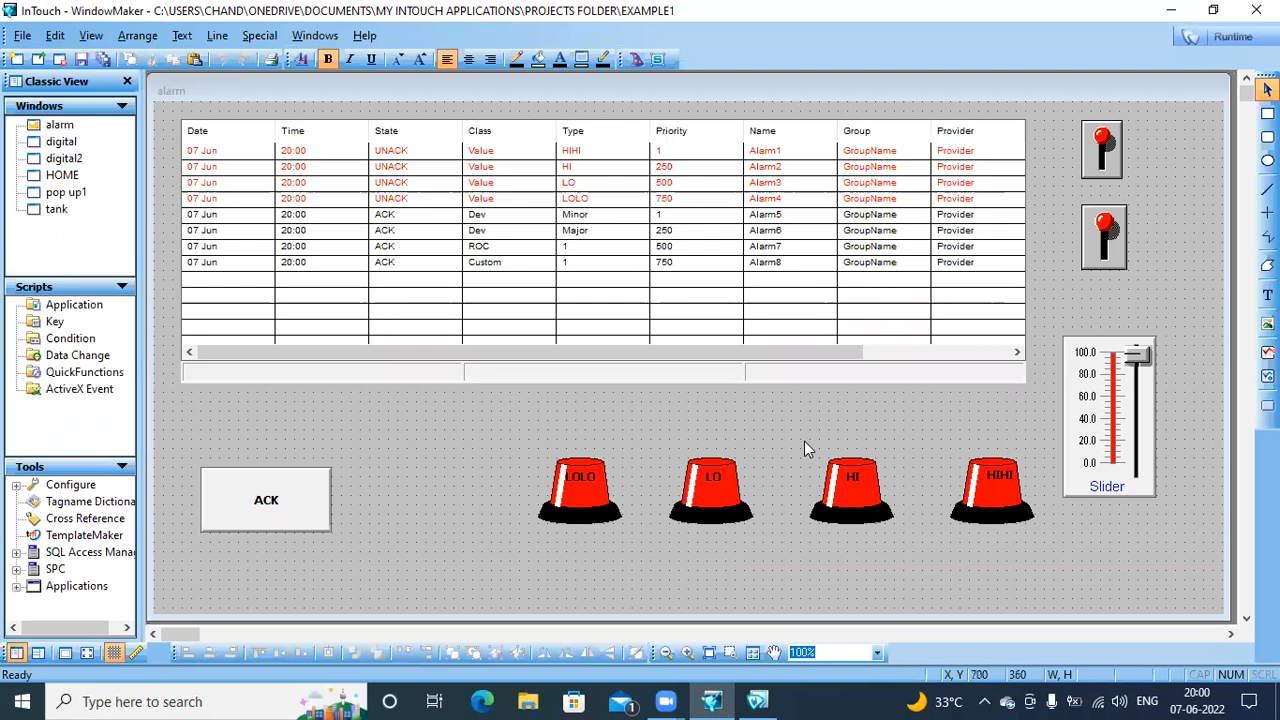 InTouch - WindowMaker - C:\USERS\CHAND\ONEDRIVE\DOCUMENTS\MY INTOUCH APPLICATIONS\PROJECTS FOLDER\EXAMPLE1
File Edit View Arrange Text Line Special Windows Help
Runtime
Classic View
Windows
alarm
digital
digital2
HOME
pop up1
tank
Scripts
Application
Key
Condition
Data Change
QuickFunctions
ActiveX Event
Tools
Configure
Tagname Dictiona
Cross Reference
TemplateMaker
SQL Access Mana
SPC
Applications
alarm
Date Time State Class Type Priority Name Group Provider
07 Jun 20:00 UNACK Value HIHI 1 Alarm1 GroupName Provider
07 Jun 20:00 UNACK Value HI 250 Alarm2 GroupName Provider
07 Jun 20:00 UNACK Value LO 500 Alarm3 GroupName Provider
07 Jun 20:00 UNACK Value LOLO 750 Alarm4 GroupName Provider
07 Jun 20:00 ACK Dev Minor 1 Alarm5 GroupName Provider
07 Jun 20:00 ACK Dev Major 250 Alarm6 GroupName Provider
07 Jun 20:00 ACK ROC 1 500 Alarm7 GroupName Provider
07 Jun 20:00 ACK Custom 1 750 Alarm8 GroupName Provider
100.0
80.0
60.0
40.0
20.0
0.0
Slider
ACK
LOLO LO HI HIHI
100%
Ready
X, Y 700 360 W, H CAP NUM SCRL
Type here to search
1
33°C
ENG
20:00
07-06-2022